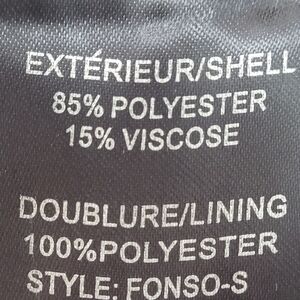 EXTÉRIEUR/SHELL
85% POLYESTER
15% VISCOSE
DOUBLURE/LINING
100%POLYESTER
STYLE: FONSO-S